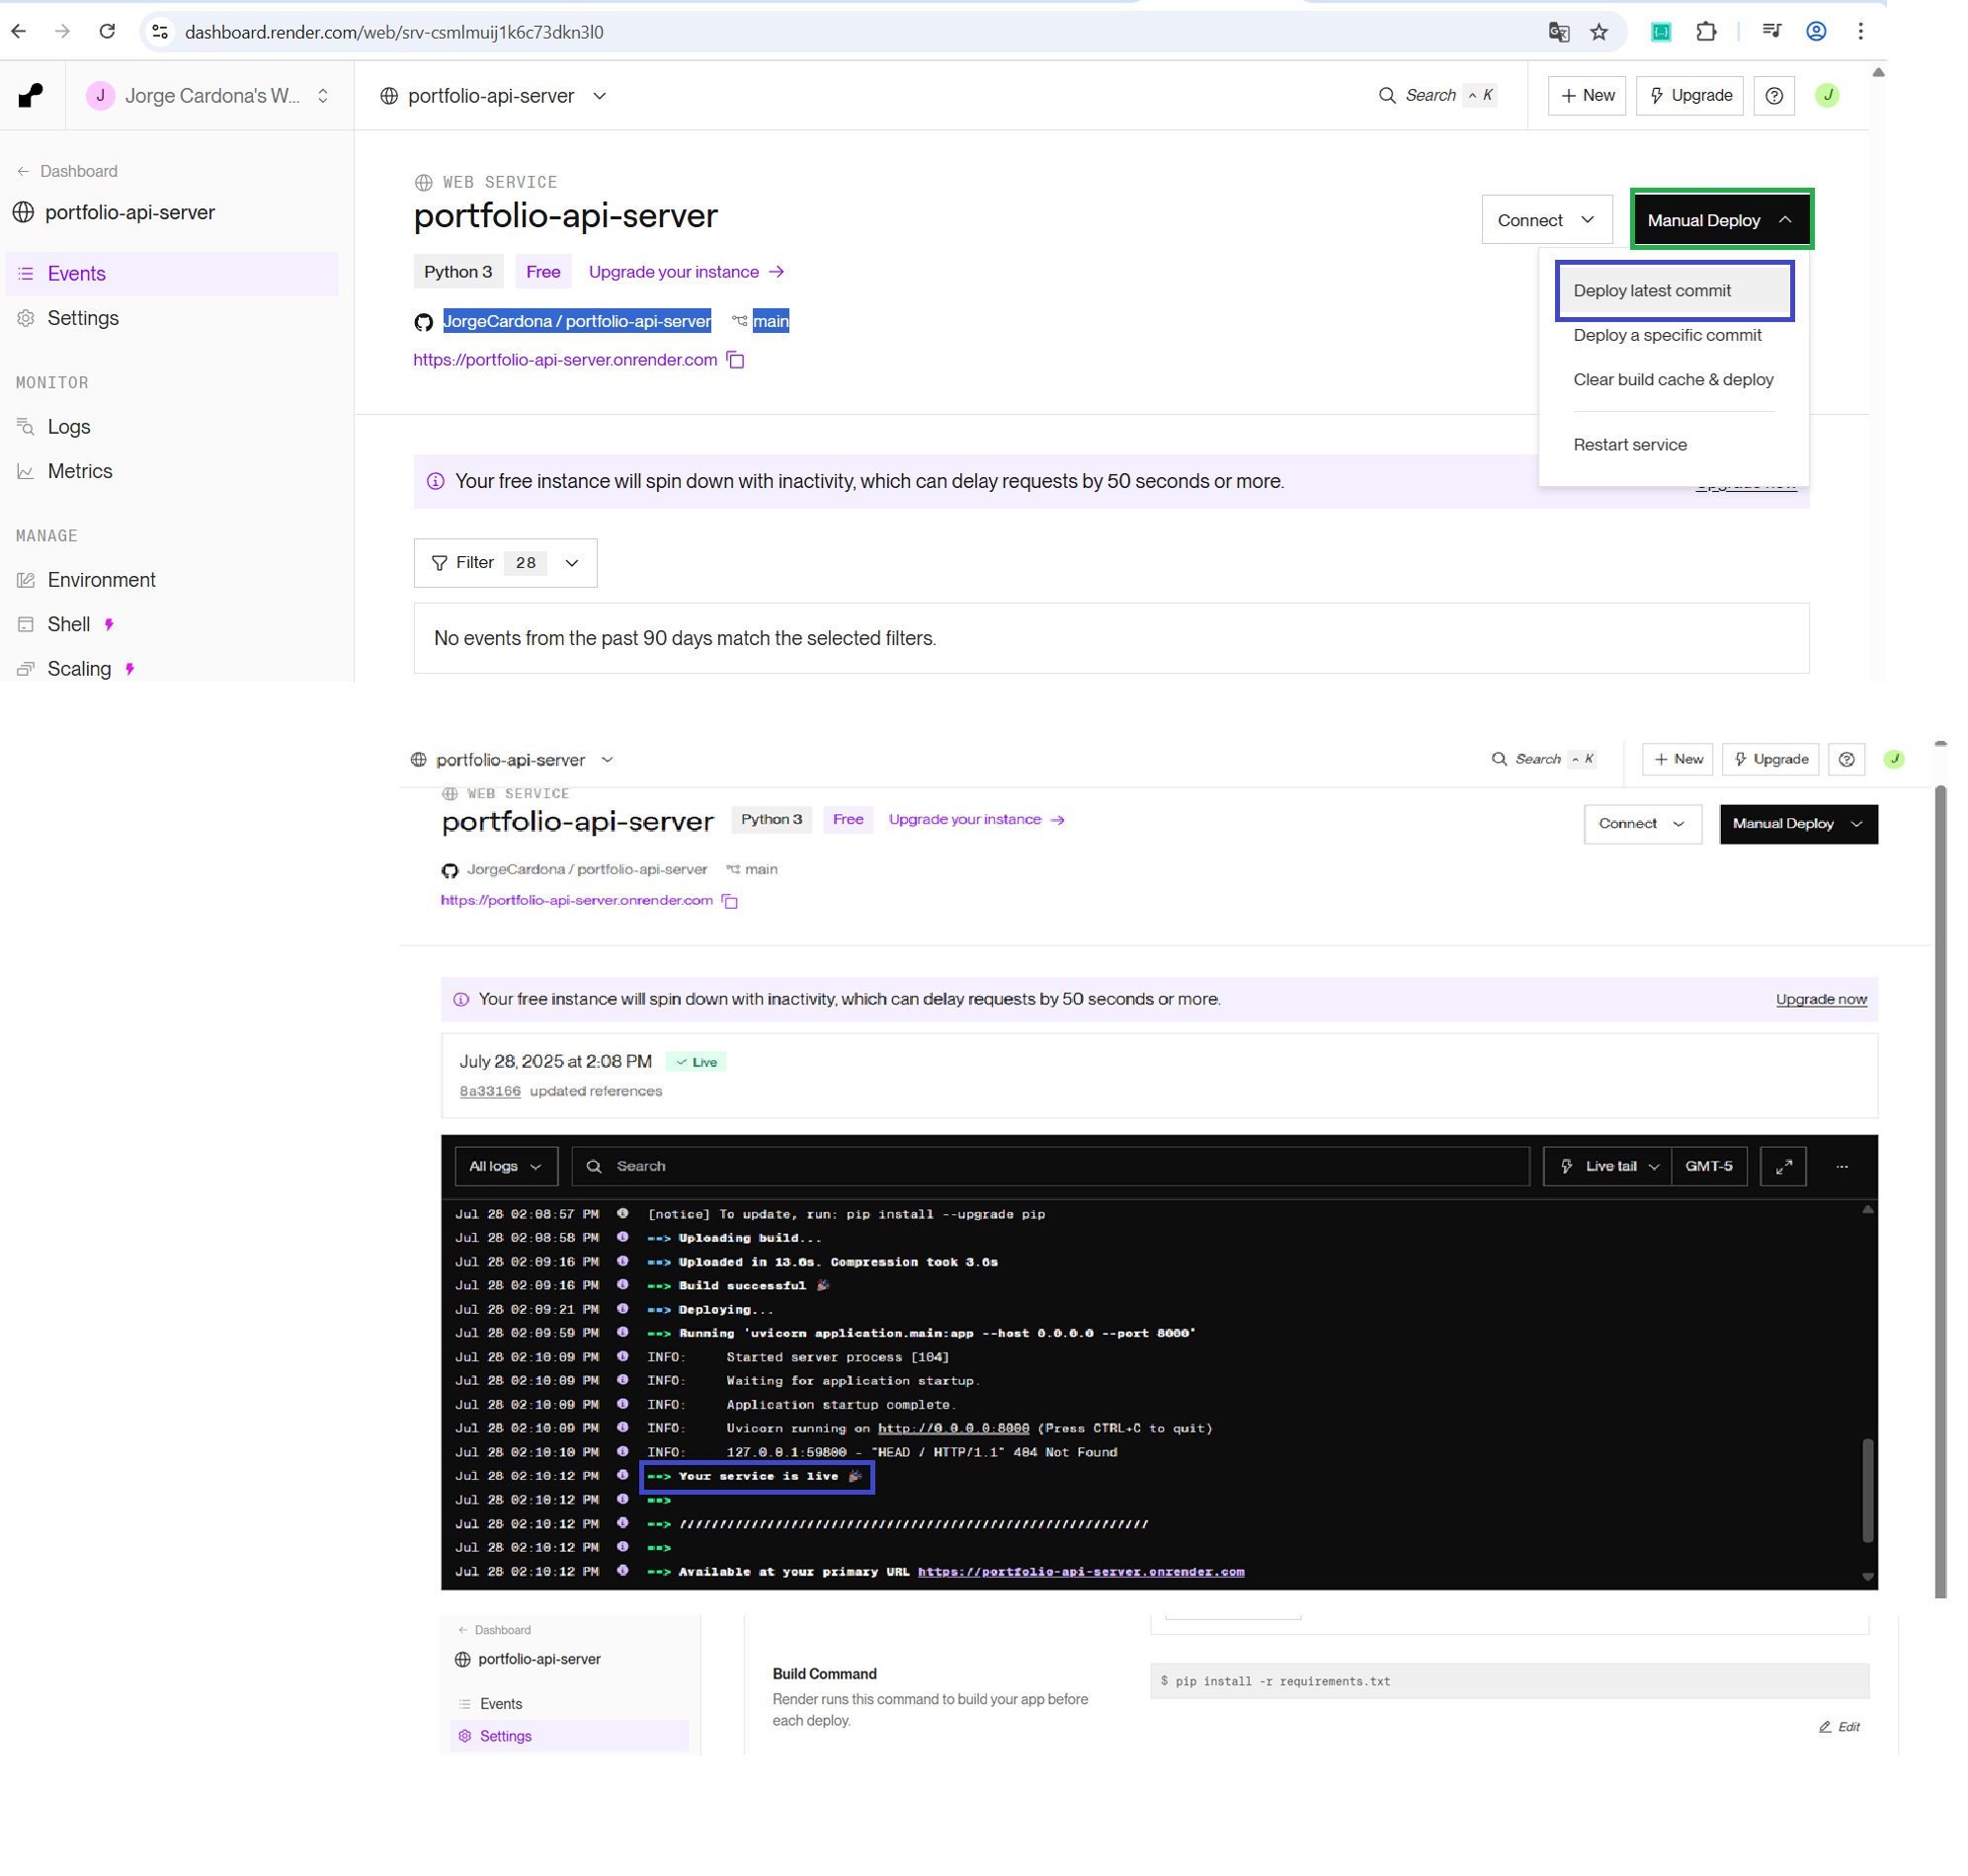 dashboard.render.com/web/srv-csmlmuij1k6c73dkn3l0
J Jorge Cardona's W... portfolio-api-server Search ^ K + New Upgrade J
Dashboard
portfolio-api-server
Events
Settings
MONITOR
Logs
Metrics
MANAGE
Environment
Shell
Scaling
WEB SERVICE
portfolio-api-server
Connect Manual Deploy
Python 3 Free Upgrade your instance →
JorgeCardona / portfolio-api-server main
https://portfolio-api-server.onrender.com
Deploy latest commit
Deploy a specific commit
Clear build cache & deploy
Restart service
Your free instance will spin down with inactivity, which can delay requests by 50 seconds or more.
Upgrade now
Filter 28
No events from the past 90 days match the selected filters.
portfolio-api-server Search ^ K + New Upgrade J
WEB SERVICE
portfolio-api-server Python 3 Free Upgrade your instance → Connect Manual Deploy
JorgeCardona / portfolio-api-server main
https://portfolio-api-server.onrender.com
Your free instance will spin down with inactivity, which can delay requests by 50 seconds or more. Upgrade now
July 28, 2025 at 2:08 PM Live
8a33166 updated references
All logs Search Live tail GMT-5 ...
Jul 28 02:08:57 PM [notice] To update, run: pip install --upgrade pip
Jul 28 02:08:58 PM ==> Uploading build...
Jul 28 02:09:16 PM ==> Uploaded in 13.6s. Compression took 3.6s
Jul 28 02:09:16 PM ==> Build successful 🎉
Jul 28 02:09:21 PM ==> Deploying...
Jul 28 02:09:59 PM ==> Running 'uvicorn application.main:app --host 0.0.0.0 --port 8000'
Jul 28 02:10:09 PM INFO: Started server process [104]
Jul 28 02:10:09 PM INFO: Waiting for application startup.
Jul 28 02:10:09 PM INFO: Application startup complete.
Jul 28 02:10:09 PM INFO: Uvicorn running on http://0.0.0.0:8000 (Press CTRL+C to quit)
Jul 28 02:10:10 PM INFO: 127.0.0.1:59800 - "HEAD / HTTP/1.1" 404 Not Found
Jul 28 02:10:12 PM ==> Your service is live 🎉
Jul 28 02:10:12 PM ==>
Jul 28 02:10:12 PM ==> ///////////////////////////////////////////////////////////
Jul 28 02:10:12 PM ==>
Jul 28 02:10:12 PM ==> Available at your primary URL https://portfolio-api-server.onrender.com
Dashboard
portfolio-api-server
Events
Settings
Build Command
Render runs this command to build your app before
each deploy.
$ pip install -r requirements.txt
Edit